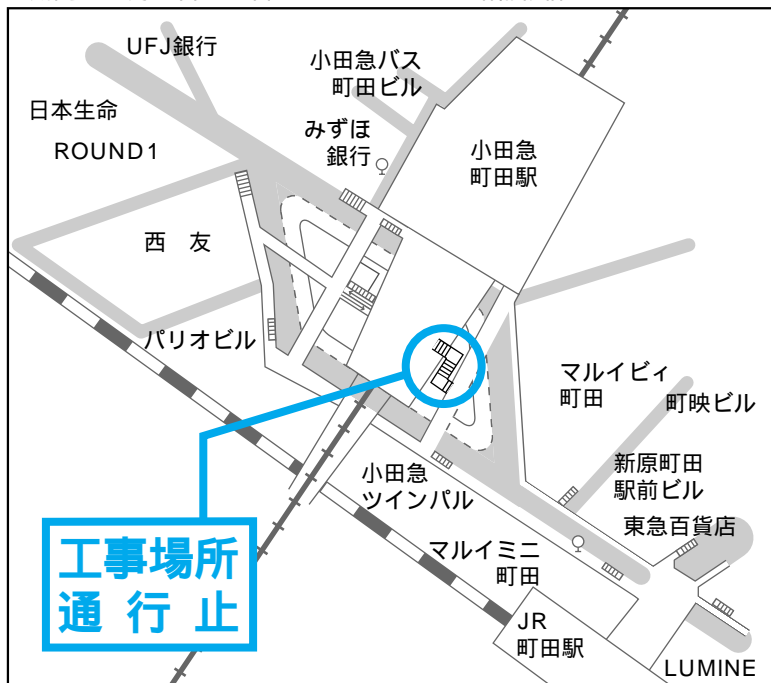 UFJ銀行
小田急バス
町田ビル
日本生命
ROUND1
みずほ
銀行
小田急
町田駅
西 友
パリオビル
マルイビィ
町田
町映ビル
新原町田
駅前ビル
小田急
ツインパル
東急百貨店
マルイミニ
町田
工事場所
通行止
JR
町田駅
LUMINE